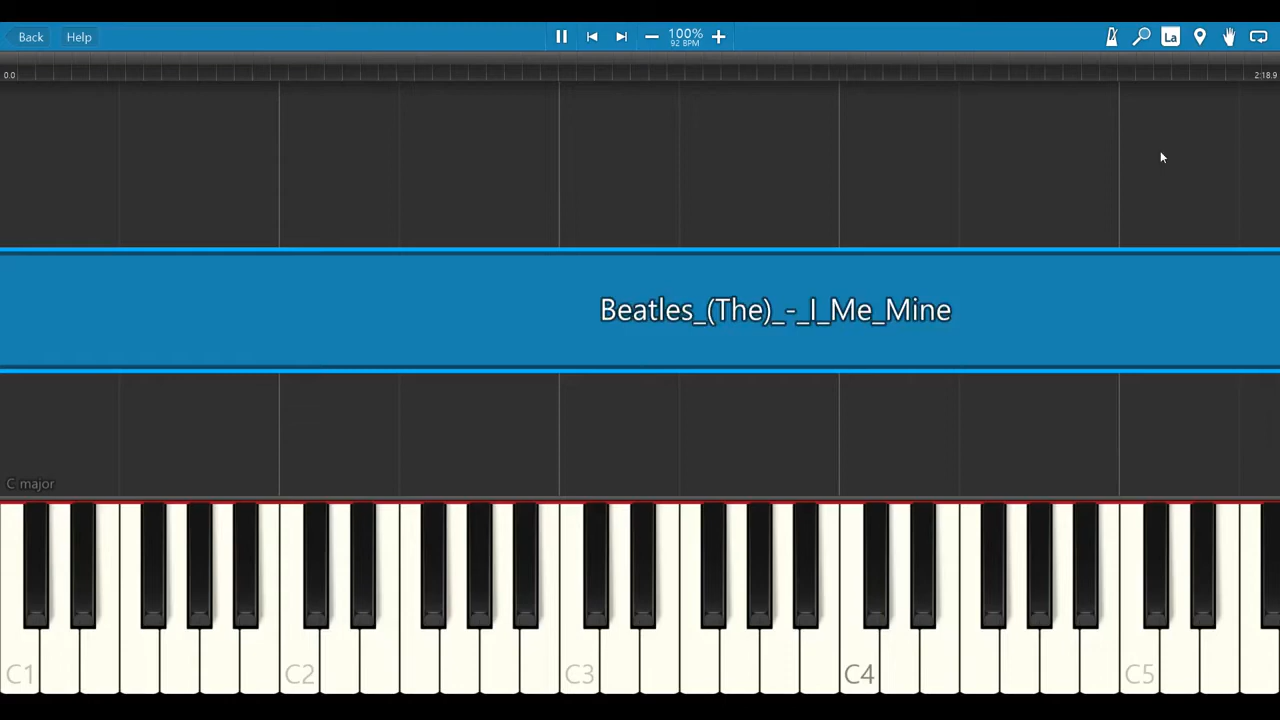 Back Help 100% La
92 BPM
0.0 2:18.9
Beatles_(The)_-_I_Me_Mine
C major
C1 C2 C3 C4 C5